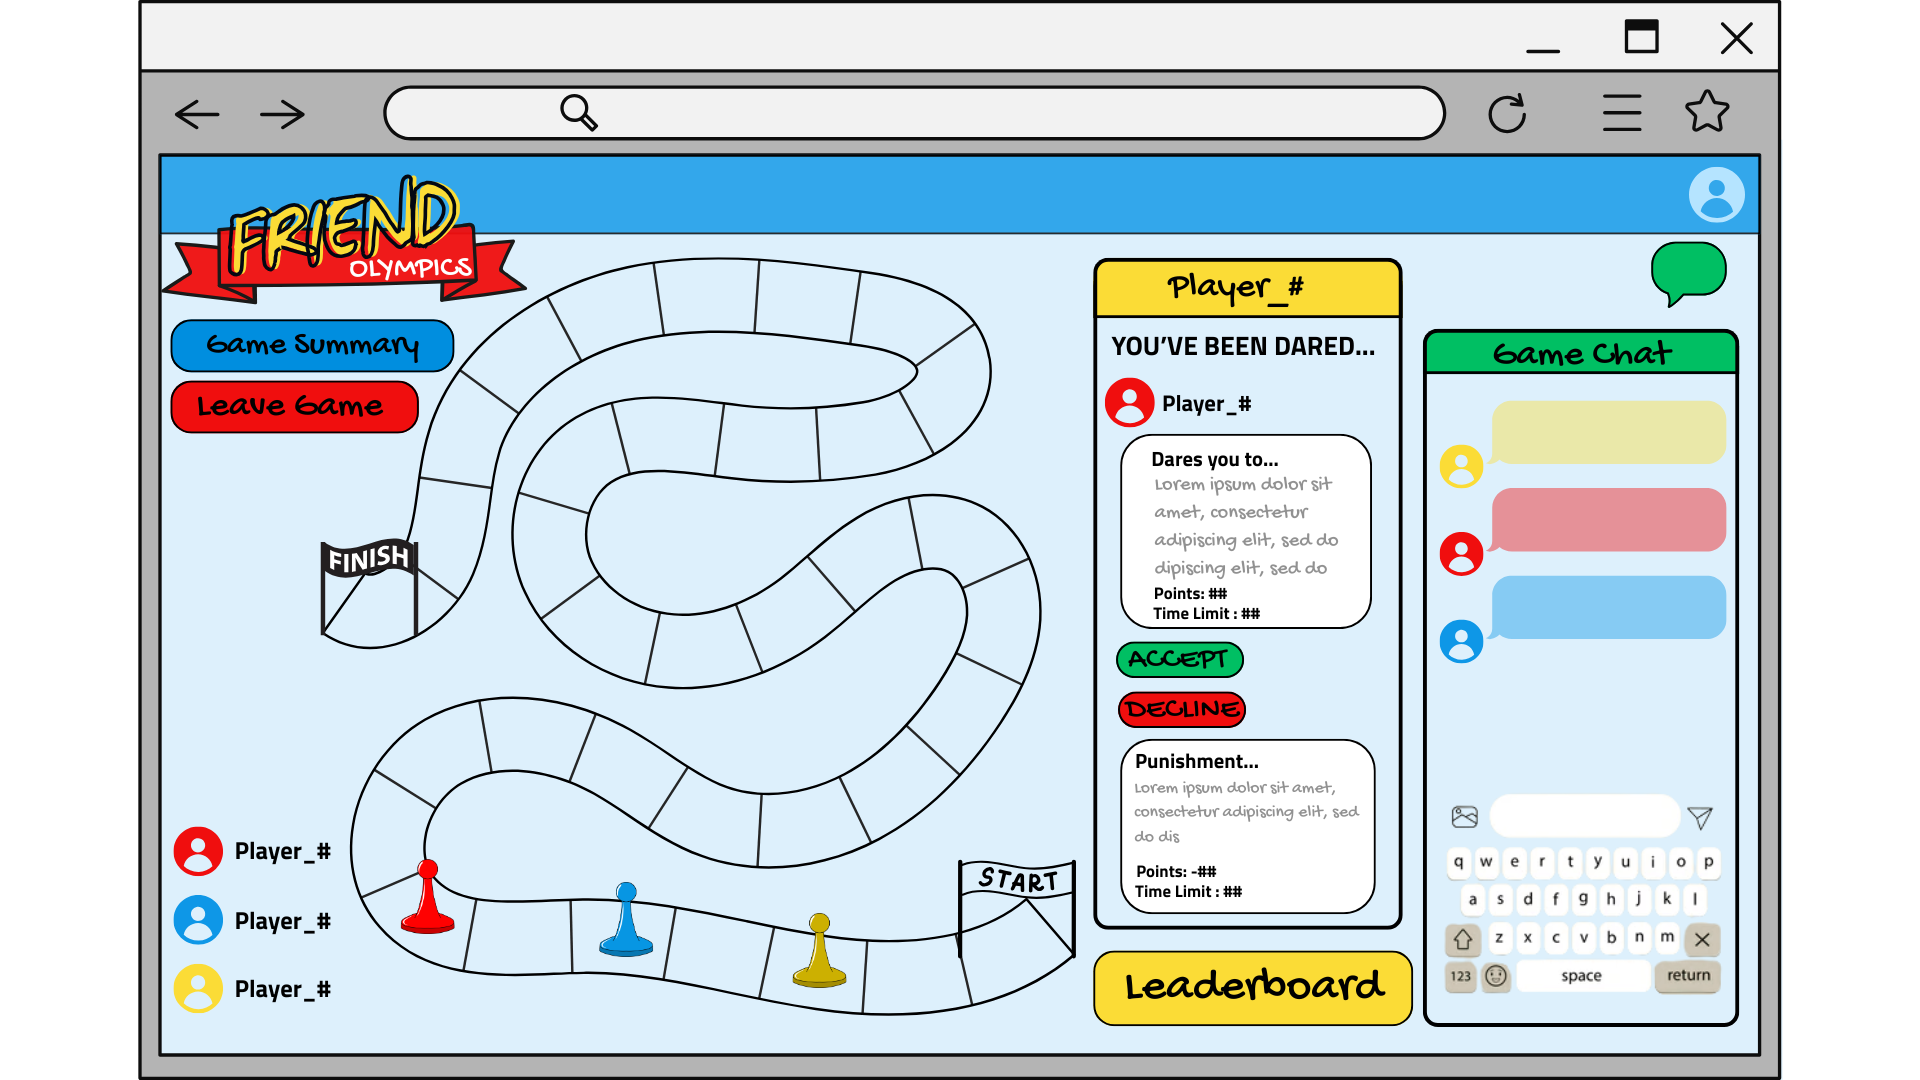 FRIEND
OLYMPICS
Game Summary
Leave Game
FINISH
START
Player_#
Player_#
Player_#
Player_#
YOU'VE BEEN DARED...
Player_#
Dares you to...
Lorem ipsum dolor sit
amet, consectetur
adipiscing elit, sed do
dipiscing elit, sed do
Points: ##
Time Limit : ##
ACCEPT
DECLINE
Punishment...
Lorem ipsum dolor sit amet,
consectetur adipiscing elit, sed
do dis
Points: -##
Time Limit : ##
Leaderboard
Game Chat
q w e r t y u i o p
a s d f g h j k l
z x c v b n m
123 space return